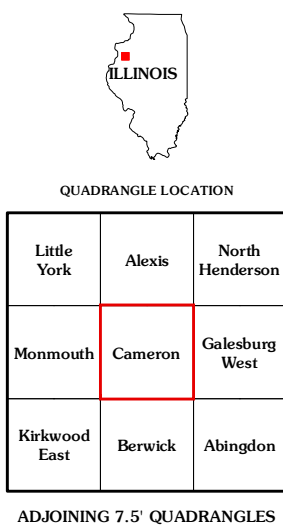 ILLINOIS
QUADRANGLE LOCATION
Little
York
Alexis
North
Henderson
Monmouth
Cameron
Galesburg
West
Kirkwood
East
Berwick
Abingdon
ADJOINING 7.5' QUADRANGLES